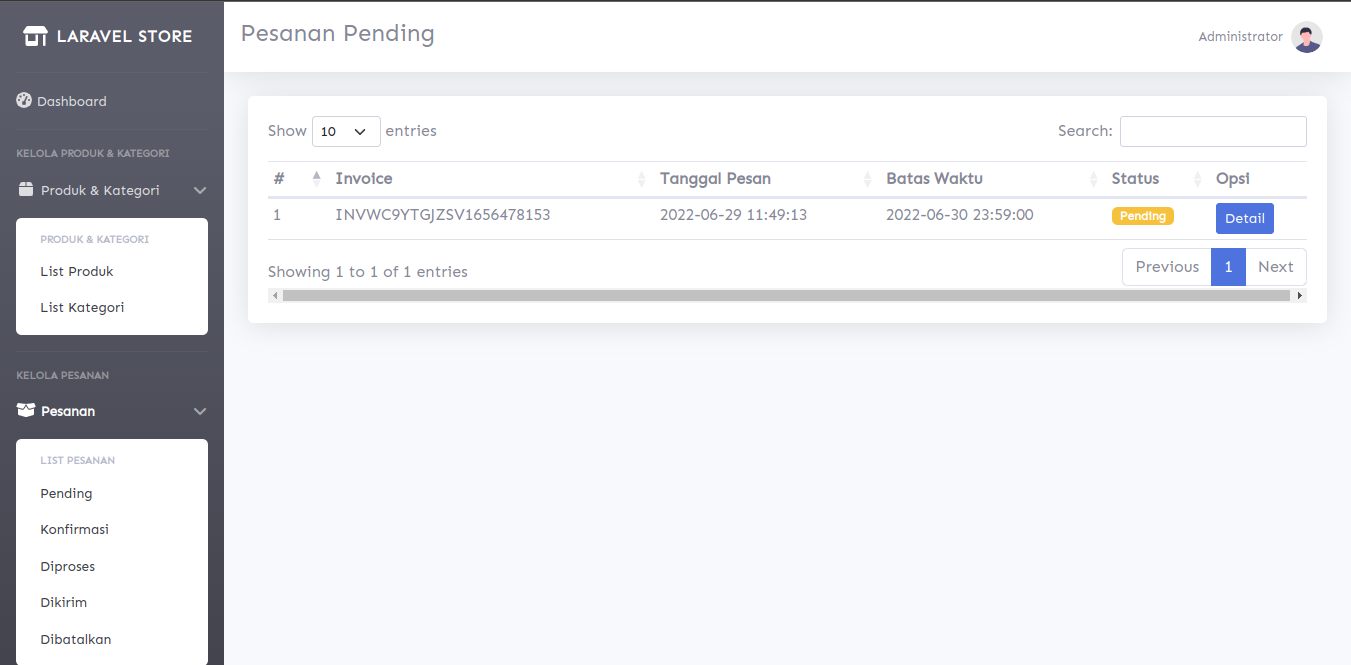 LARAVEL STORE
Dashboard
KELOLA PRODUK & KATEGORI
Produk & Kategori
PRODUK & KATEGORI
List Produk
List Kategori
KELOLA PESANAN
Pesanan
LIST PESANAN
Pending
Konfirmasi
Diproses
Dikirim
Dibatalkan
Pesanan Pending
Administrator
Show 10 entries
Search:
# Invoice Tanggal Pesan Batas Waktu Status Opsi
1 INVWC9YTGJZSV1656478153 2022-06-29 11:49:13 2022-06-30 23:59:00 Pending Detail
Showing 1 to 1 of 1 entries
Previous 1 Next